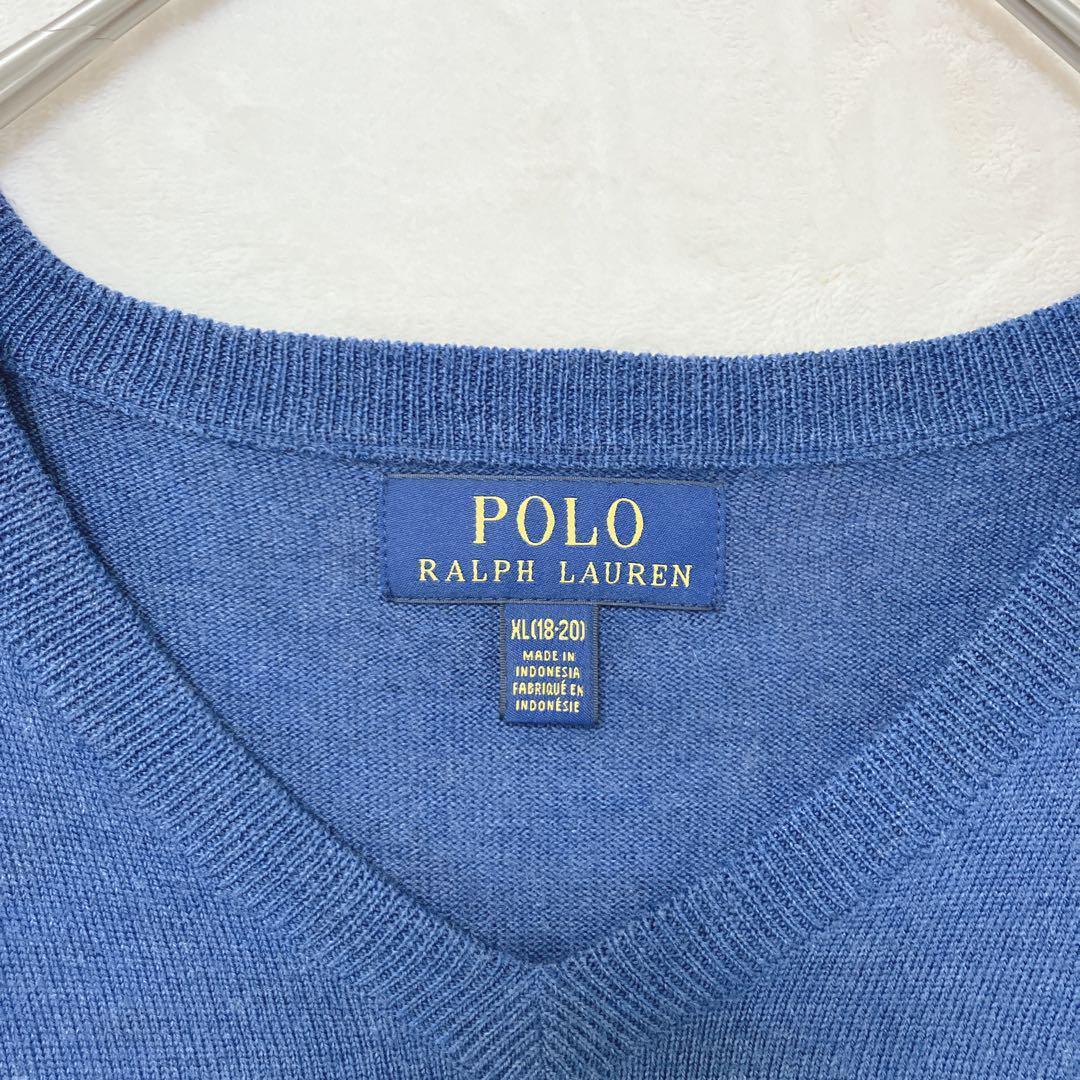 POLO
RALPH LAUREN
XL(18-20)
MADE IN
INDONESIA
FABRIQUÉ EN
INDONÉSIE